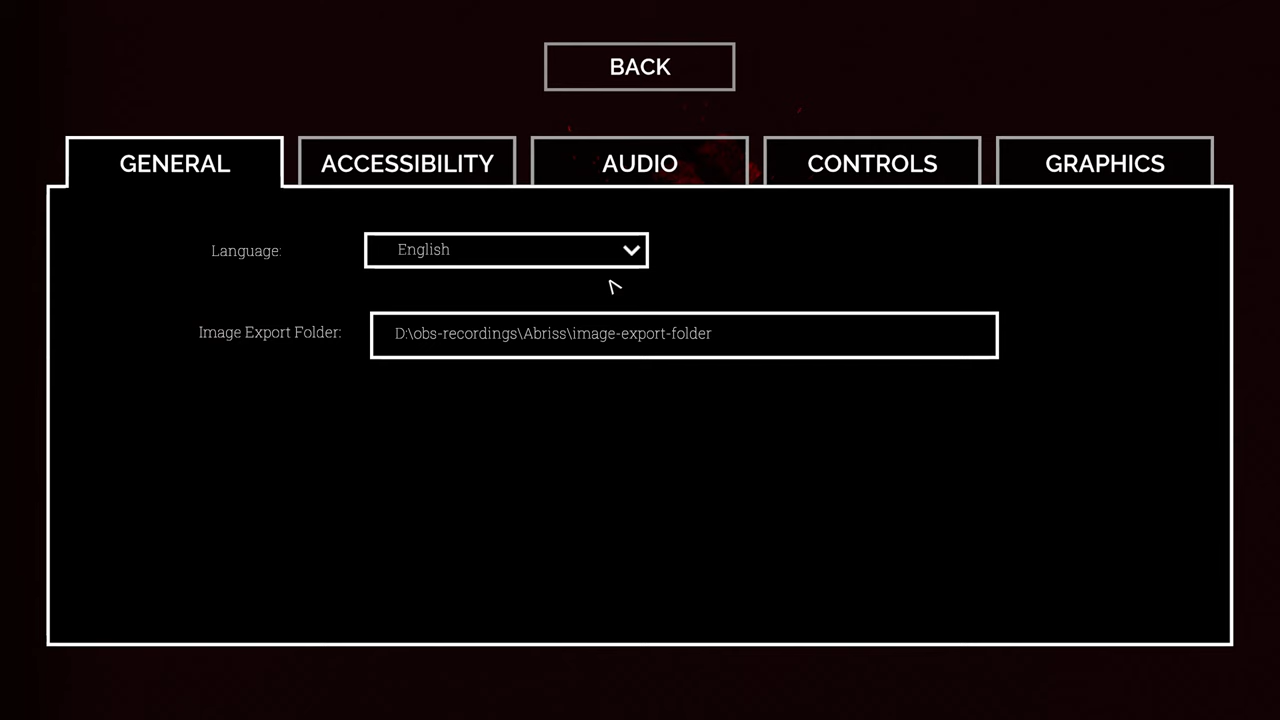 BACK
GENERAL
ACCESSIBILITY
AUDIO
CONTROLS
GRAPHICS
Language:
English
Image Export Folder:
D:\obs-recordings\Abriss\image-export-folder